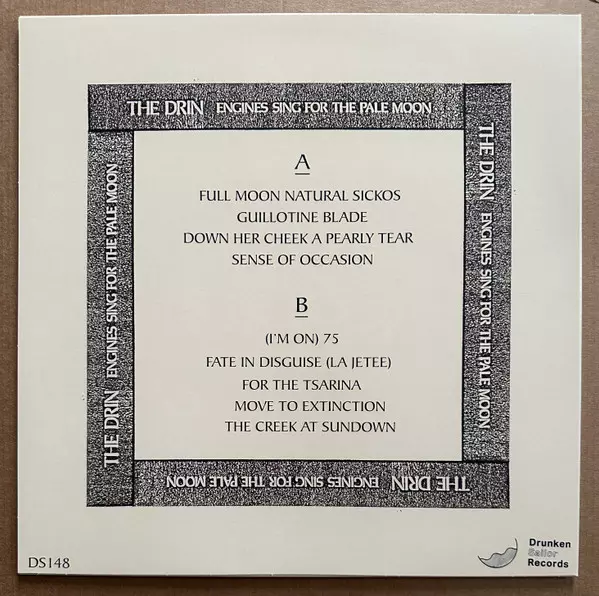 THE DRIN ENGINES SING FOR THE PALE MOON
THE DRIN ENGINES SING FOR THE PALE MOON
THE DRIN ENGINES SING FOR THE PALE MOON
A
FULL MOON NATURAL SICKOS
GUILLOTINE BLADE
DOWN HER CHEEK A PEARLY TEAR
SENSE OF OCCASION
B
(I'M ON) 75
FATE IN DISGUISE (LA JETEE)
FOR THE TSARINA
MOVE TO EXTINCTION
THE CREEK AT SUNDOWN
THE DRIN ENGINES SING FOR THE PALE MOON
DS148
Drunken
Sailor
Records